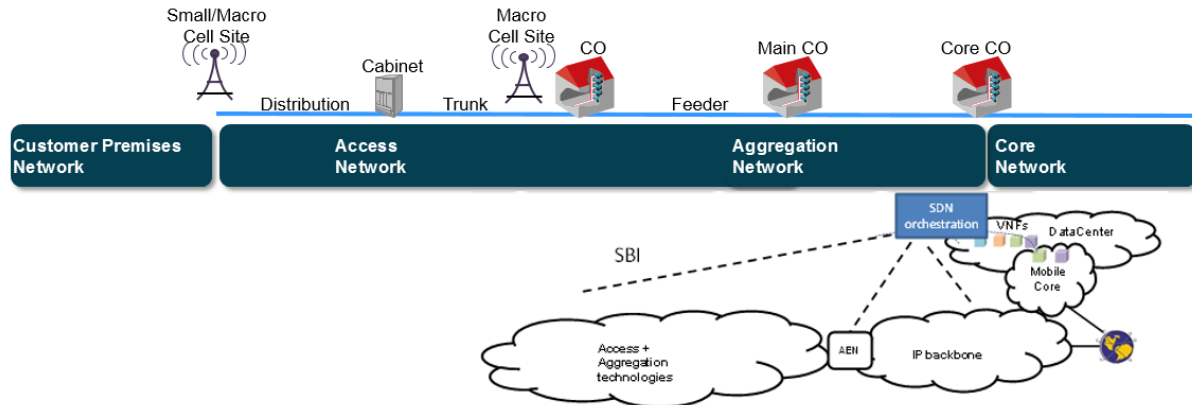 Small/Macro
Cell Site
Macro
Cell Site
CO
Main CO
Core CO
Cabinet
Distribution
Trunk
Feeder
Customer Premises
Network
Access
Network
Aggregation
Network
Core
Network
SDN
orchestration
VNFs
DataCenter
SBI
Mobile
Core
Access +
Aggregation
technologies
AEN
IP backbone